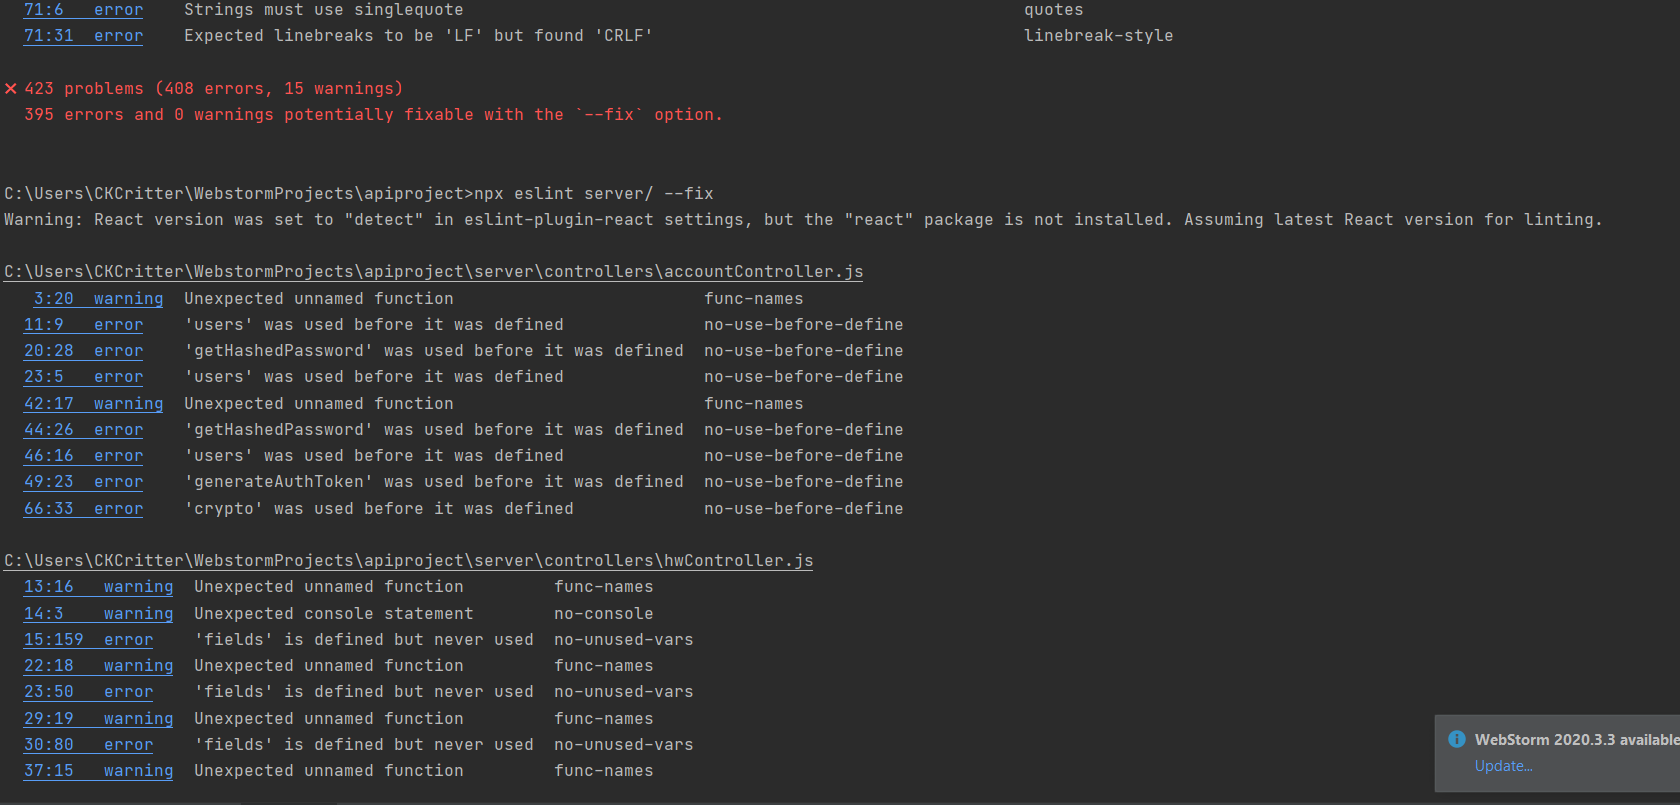 71:6 error Strings must use singlequote quotes
71:31 error Expected linebreaks to be 'LF' but found 'CRLF' linebreak-style
✕ 423 problems (408 errors, 15 warnings)
395 errors and 0 warnings potentially fixable with the `--fix` option.
C:\Users\CKCritter\WebstormProjects\apiproject>npx eslint server/ --fix
Warning: React version was set to "detect" in eslint-plugin-react settings, but the "react" package is not installed. Assuming latest React version for linting.
C:\Users\CKCritter\WebstormProjects\apiproject\server\controllers\accountController.js
3:20 warning Unexpected unnamed function func-names
11:9 error 'users' was used before it was defined no-use-before-define
20:28 error 'getHashedPassword' was used before it was defined no-use-before-define
23:5 error 'users' was used before it was defined no-use-before-define
42:17 warning Unexpected unnamed function func-names
44:26 error 'getHashedPassword' was used before it was defined no-use-before-define
46:16 error 'users' was used before it was defined no-use-before-define
49:23 error 'generateAuthToken' was used before it was defined no-use-before-define
66:33 error 'crypto' was used before it was defined no-use-before-define
C:\Users\CKCritter\WebstormProjects\apiproject\server\controllers\hwController.js
13:16 warning Unexpected unnamed function func-names
14:3 warning Unexpected console statement no-console
15:159 error 'fields' is defined but never used no-unused-vars
22:18 warning Unexpected unnamed function func-names
23:50 error 'fields' is defined but never used no-unused-vars
29:19 warning Unexpected unnamed function func-names
30:80 error 'fields' is defined but never used no-unused-vars
37:15 warning Unexpected unnamed function func-names
WebStorm 2020.3.3 available
Update...